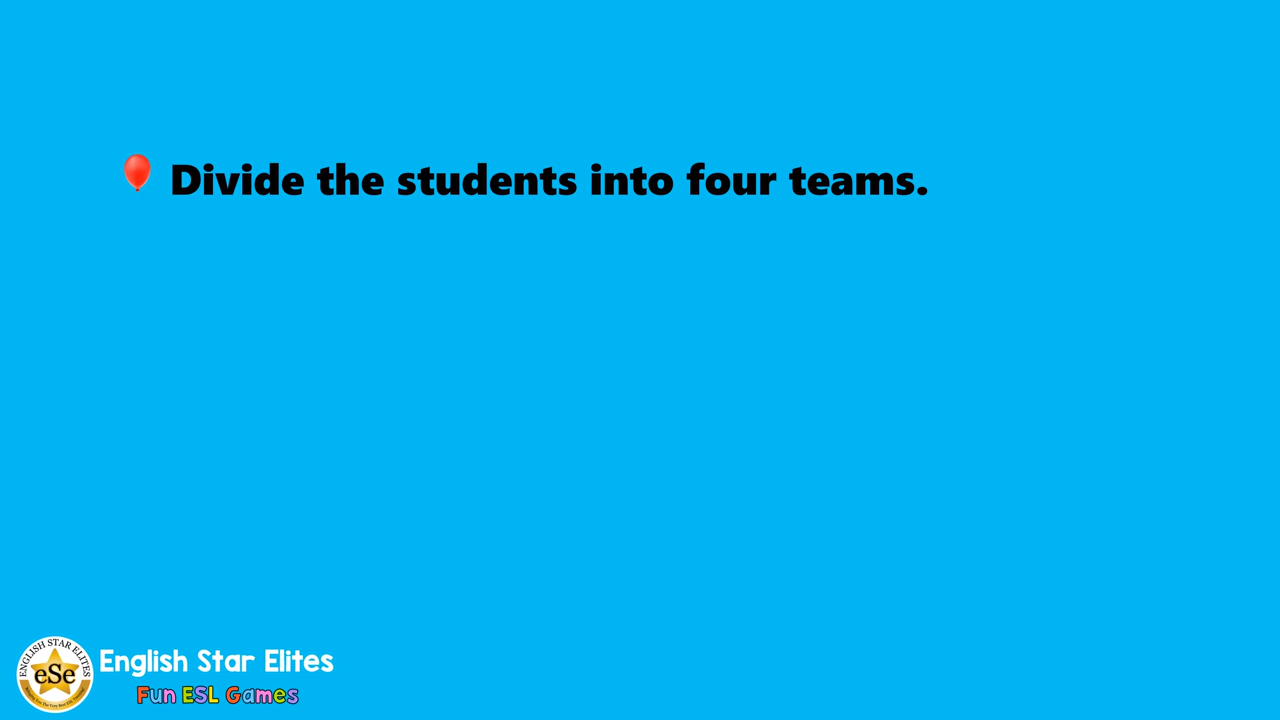 Divide the students into four teams.
ENGLISH STAR ELITES
eSe
English Star Elites
Fun ESL Games